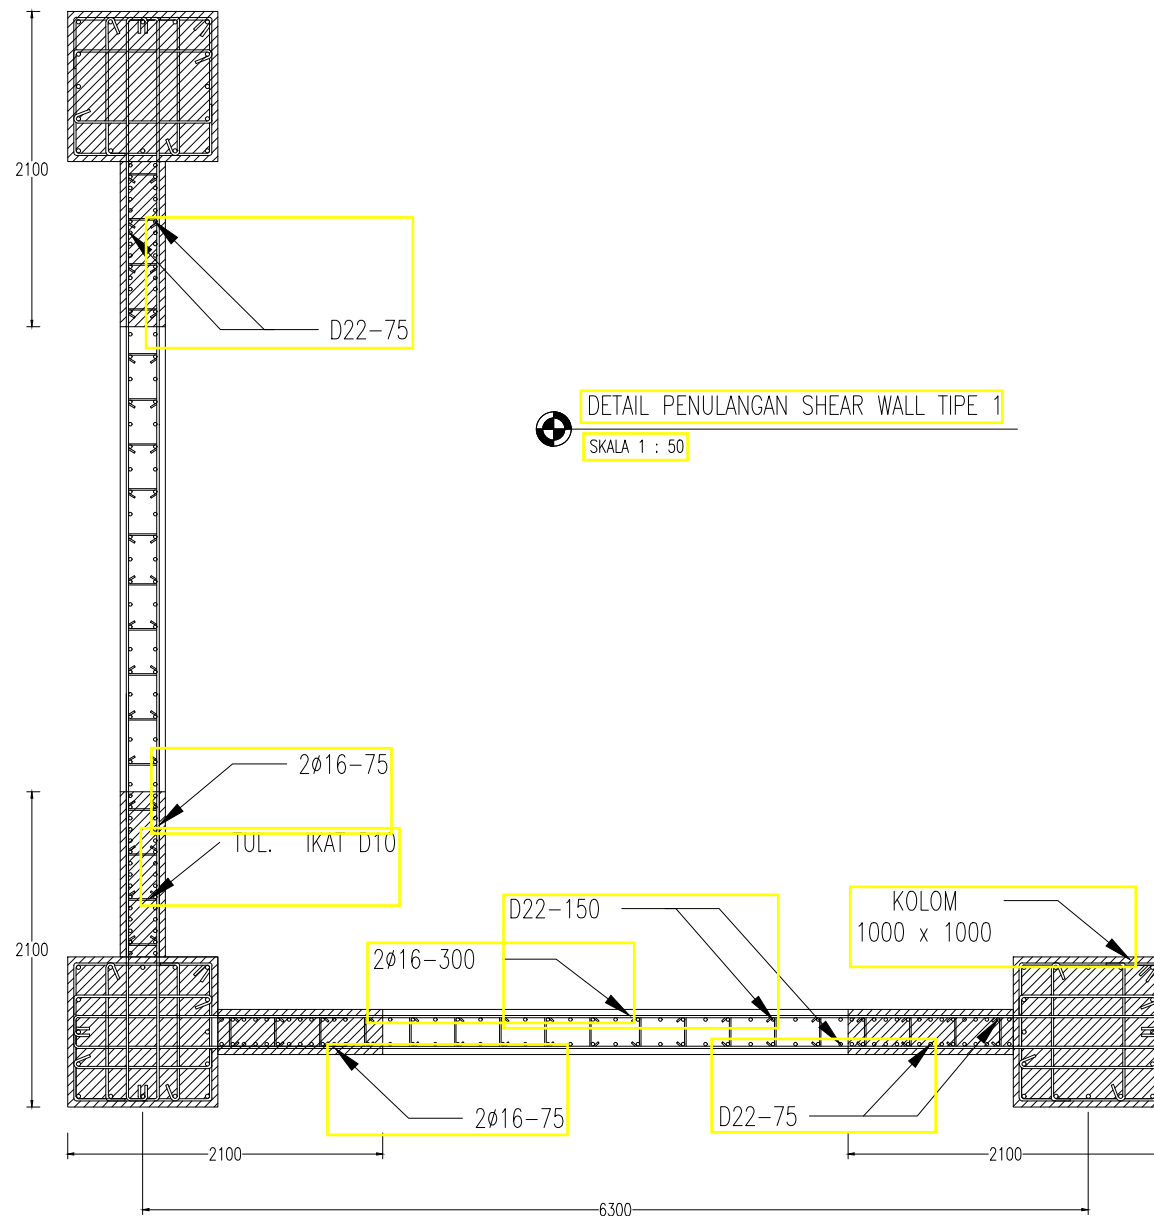 2100
D22-75
DETAIL PENULANGAN SHEAR WALL TIPE 1
SKALA 1 : 50
2ø16-75
TUL. IKAT D10
D22-150
KOLOM
1000 x 1000
2ø16-300
2100
2ø16-75
D22-75
2100
2100
6300